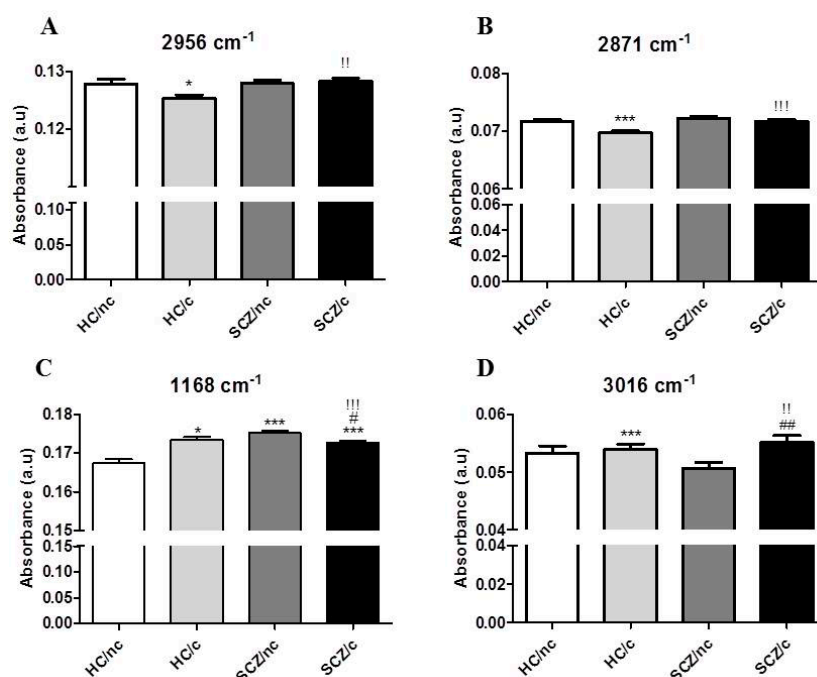 A
2956 cm⁻¹
Absorbance (a.u)
0.13
0.12
0.10
0.05
0.00
*
!!
HC/nc
HC/c
SCZ/nc
SCZ/c
B
2871 cm⁻¹
Absorbance (a.u)
0.08
0.07
0.06
0.06
0.04
0.02
0.00
***
!!!
HC/nc
HC/c
SCZ/nc
SCZ/c
C
1168 cm⁻¹
Absorbance (a.u)
0.18
0.17
0.16
0.15
0.15
0.10
0.05
0.00
*
***
!!!
#
***
HC/nc
HC/c
SCZ/nc
SCZ/c
D
3016 cm⁻¹
Absorbance (a.u)
0.06
0.05
0.04
0.04
0.02
0.00
***
!!
##
HC/nc
HC/c
SCZ/nc
SCZ/c